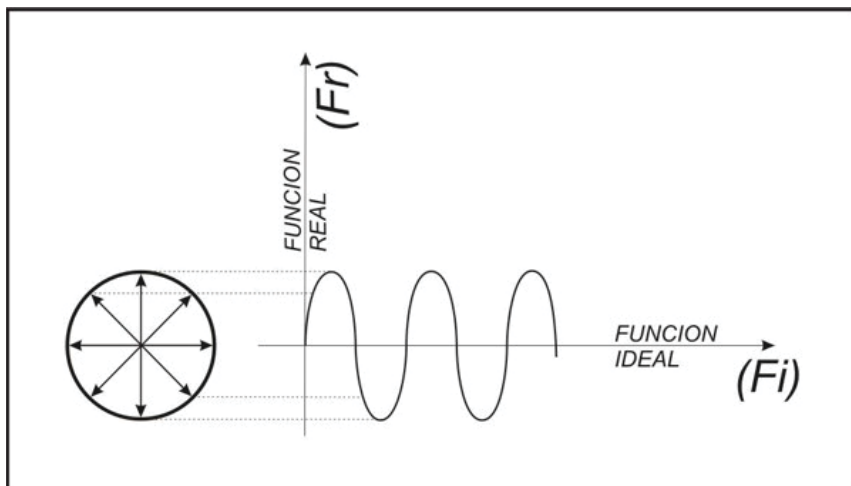 (Fr)
FUNCION
REAL
FUNCION
IDEAL
(Fi)